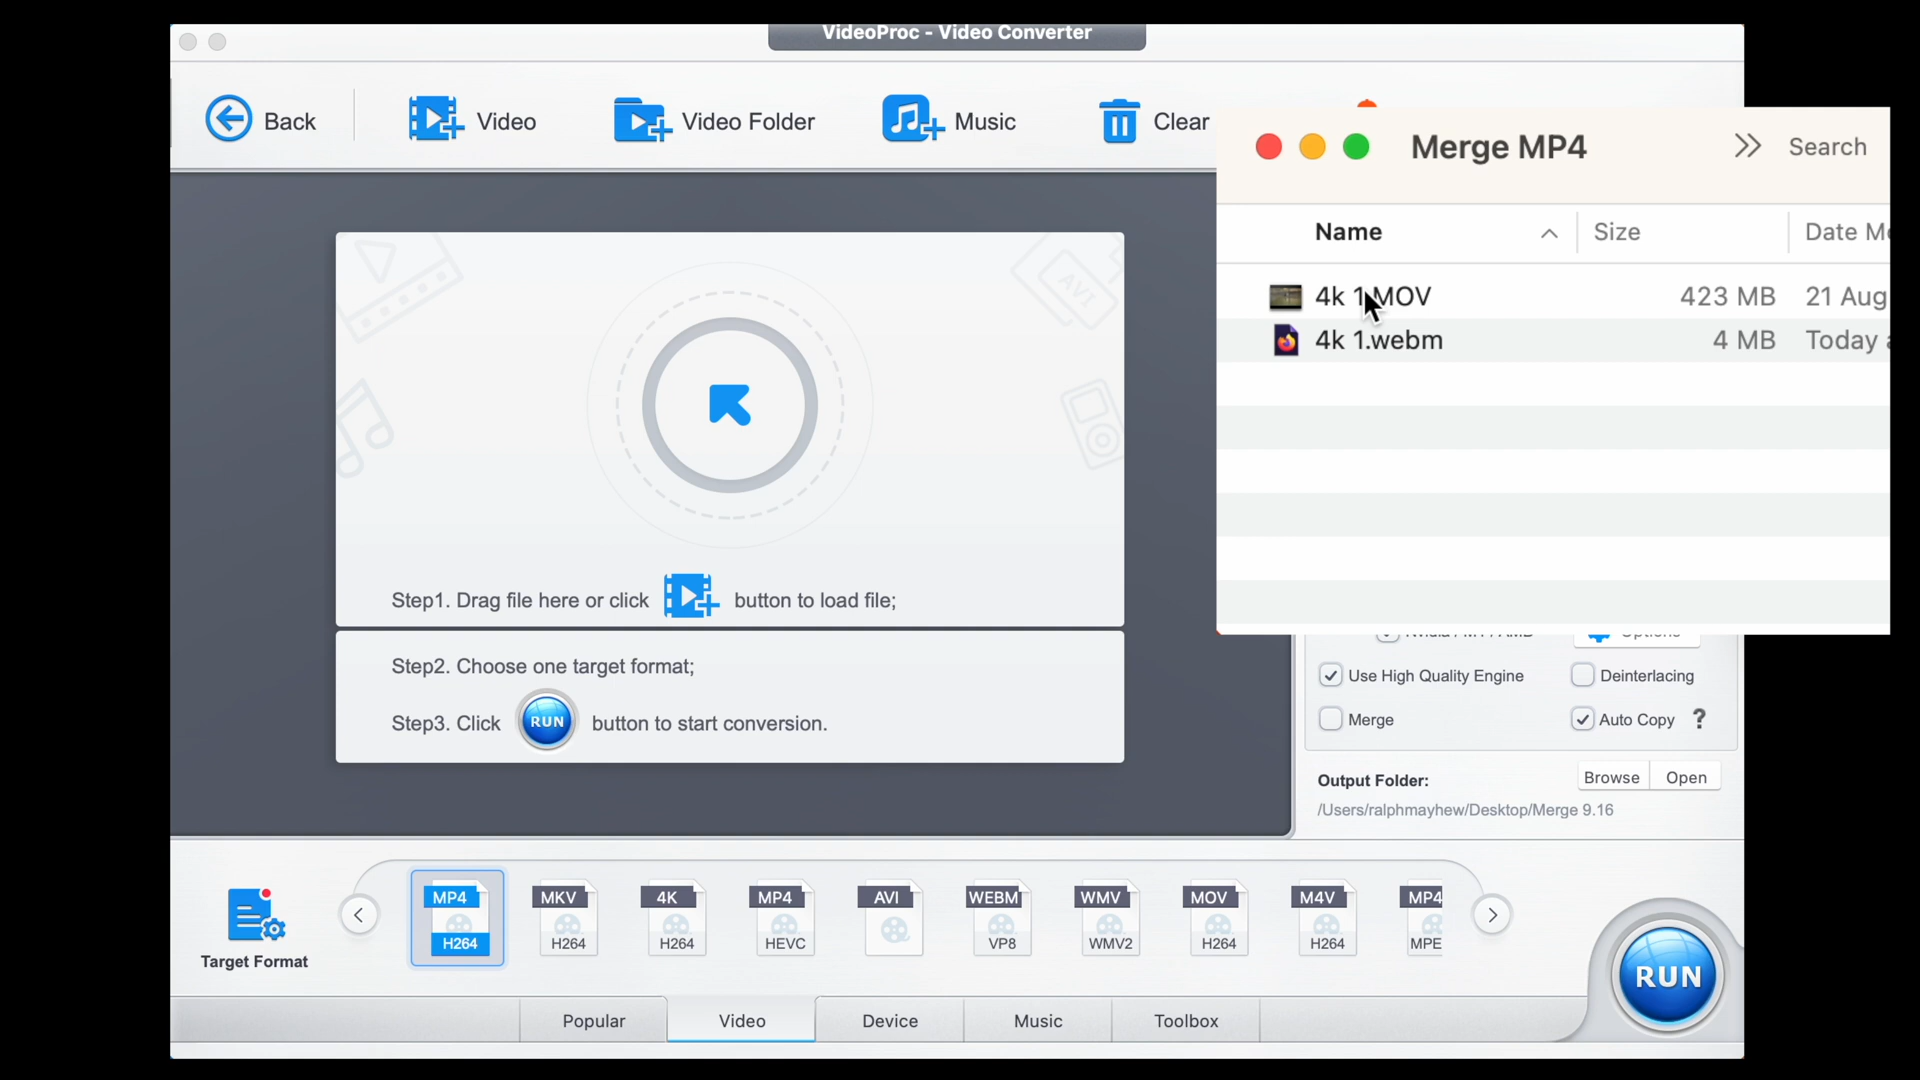 VideoProc - Video Converter
Back
Video
Video Folder
Music
Clear
Merge MP4
Search
Name
Size
Date Mo
4k 1.MOV
423 MB
21 Aug
4k 1.webm
4 MB
Today a
AVI
Step1. Drag file here or click
button to load file;
Step2. Choose one target format;
Step3. Click
RUN
button to start conversion.
Use High Quality Engine
Deinterlacing
Merge
Auto Copy ?
Output Folder:
Browse
Open
/Users/ralphmayhew/Desktop/Merge 9.16
Target Format
MP4
H264
MKV
H264
4K
H264
MP4
HEVC
AVI
WEBM
VP8
WMV
WMV2
MOV
H264
M4V
H264
MP4
MPE
RUN
Popular
Video
Device
Music
Toolbox